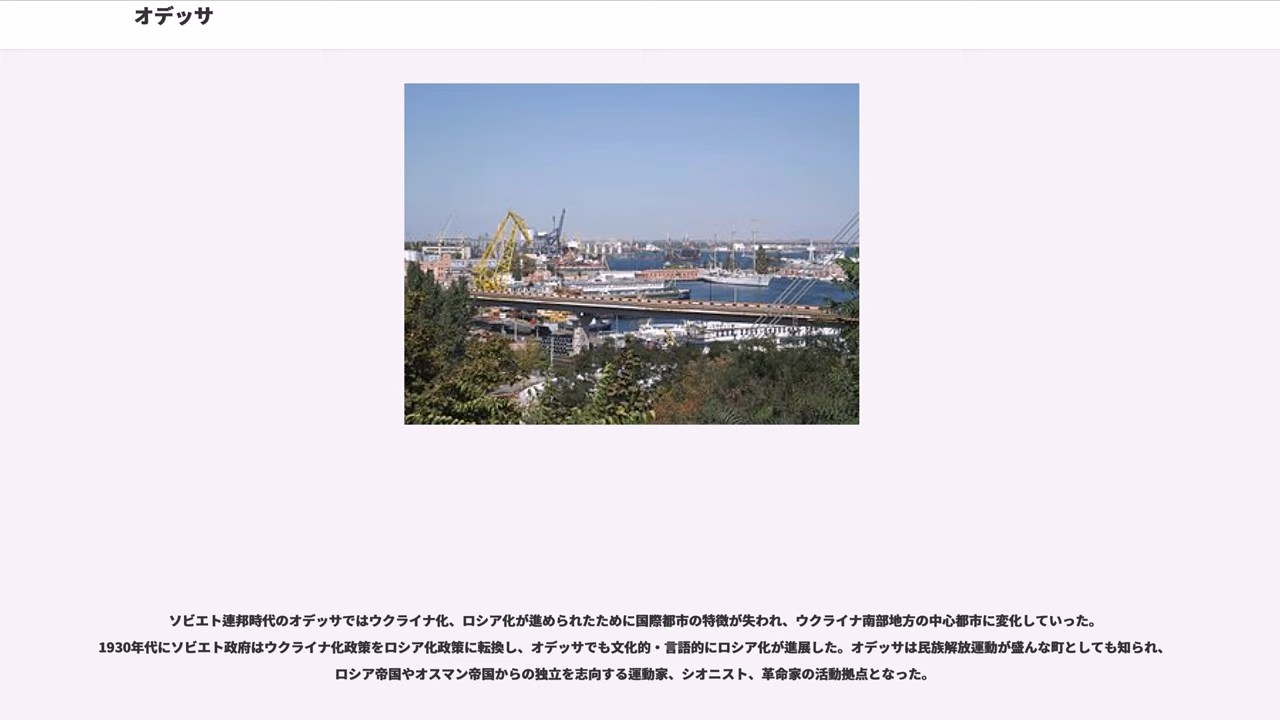 オデッサ
ソビエト連邦時代のオデッサではウクライナ化、ロシア化が進められたために国際都市の特徴が失われ、ウクライナ南部地方の中心都市に変化していった。
1930年代にソビエト政府はウクライナ化政策をロシア化政策に転換し、オデッサでも文化的・言語的にロシア化が進展した。オデッサは民族解放運動が盛んな町としても知られ、
ロシア帝国やオスマン帝国からの独立を志向する運動家、シオニスト、革命家の活動拠点となった。